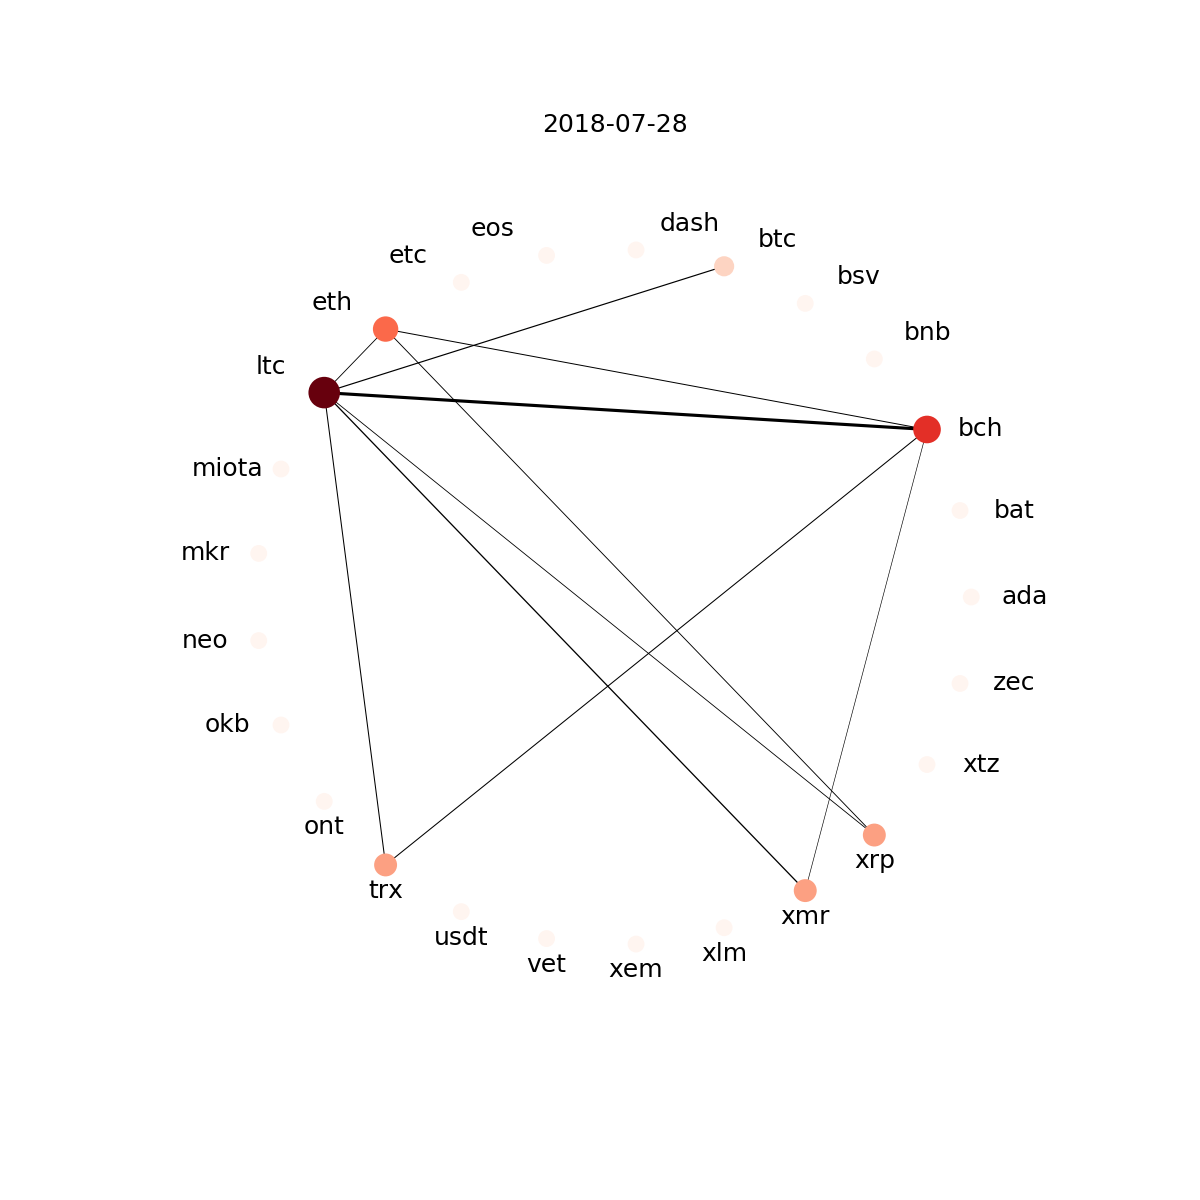 2018-07-28
dash
eos
btc
etc
bsv
eth
bnb
ltc
bch
miota
bat
mkr
ada
neo
zec
okb
xtz
ont
xrp
trx
xmr
usdt
xlm
vet
xem